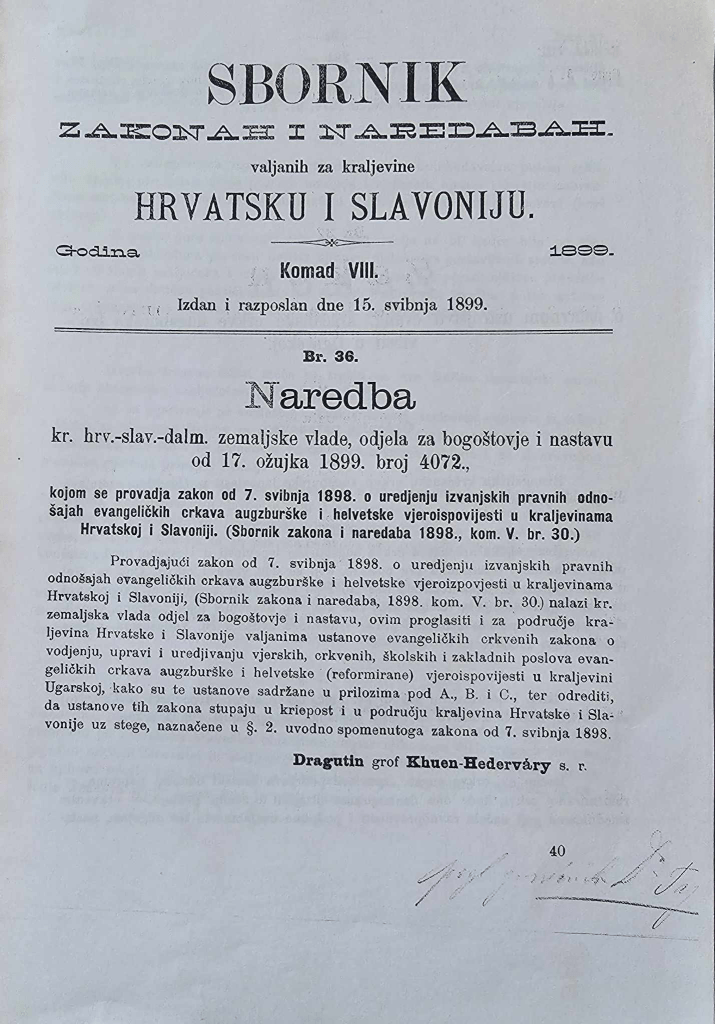 SBORNIK
ZAKONAH I NAREDABAH.
valjanih za kraljevine
HRVATSKU I SLAVONIJU.
Godina 1899.
Komad VIII.
Izdan i razposlan dne 15. svibnja 1899.
Br. 36.
Naredba
kr. hrv.-slav.-dalm. zemaljske vlade, odjela za bogoštovje i nastavu
od 17. ožujka 1899. broj 4072.,
kojom se provadja zakon od 7. svibnja 1898. o uredjenju izvanjskih pravnih odno-
šajah evangeličkih crkava augzburške i helvetske vjeroispovijesti u kraljevinama
Hrvatskoj i Slavoniji. (Sbornik zakona i naredaba 1898., kom. V. br. 30.)
Provadjajući zakon od 7. svibnja 1898. o uredjenju izvanjskih pravnih
odnošajah evangeličkih crkava augzburške i helvetske vjeroizpovjesti u kraljevinama
Hrvatskoj i Slavoniji, (Sbornik zakona i naredaba, 1898. kom. V. br. 30.) nalazi kr.
zemaljska vlada odjel za bogoštovje i nastavu, ovim proglasiti i za područje kra-
ljevina Hrvatske i Slavonije valjanima ustanove evangeličkih crkvenih zakona o
vodjenju, upravi i uredjivanju vjerskih, crkvenih, školskih i zakladnih poslova evan-
geličkih crkava augzburške i helvetske (reformirane) vjeroispovijesti u kraljevini
Ugarskoj, kako su te ustanove sadržane u prilozima pod A., B. i C., ter odrediti,
da ustanove tih zakona stupaju u kriepost i u području kraljevina Hrvatske i Sla-
vonije uz stege, naznačene u §. 2. uvodno spomenutoga zakona od 7. svibnja 1898.
Dragutin grof Khuen-Hederváry s. r.
40